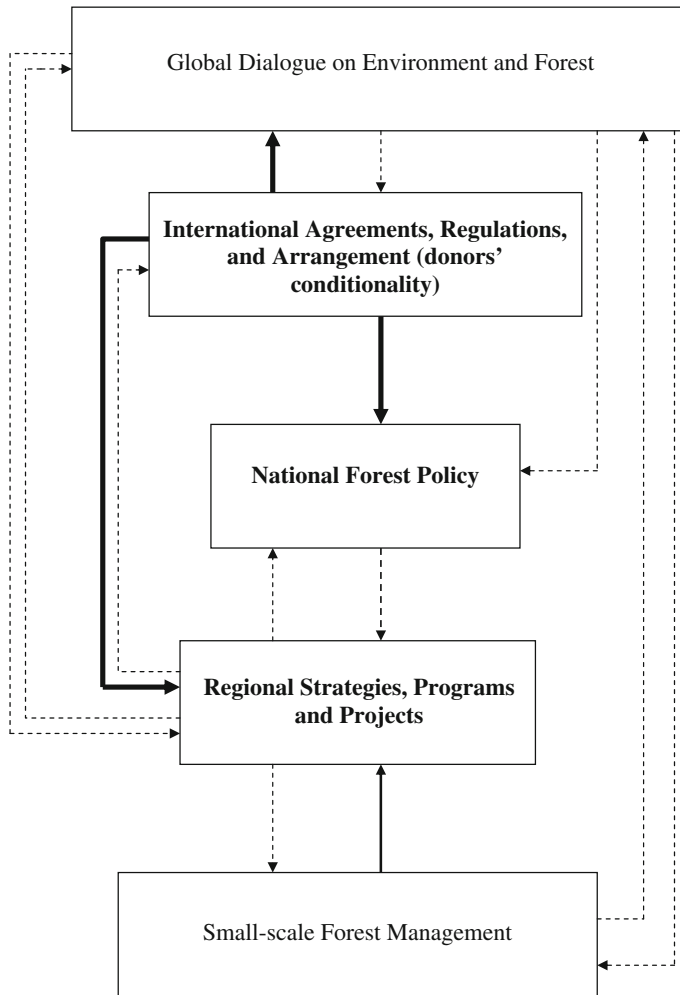 Global Dialogue on Environment and Forest
International Agreements, Regulations,
and Arrangement (donors’
conditionality)
National Forest Policy
Regional Strategies, Programs
and Projects
Small-scale Forest Management